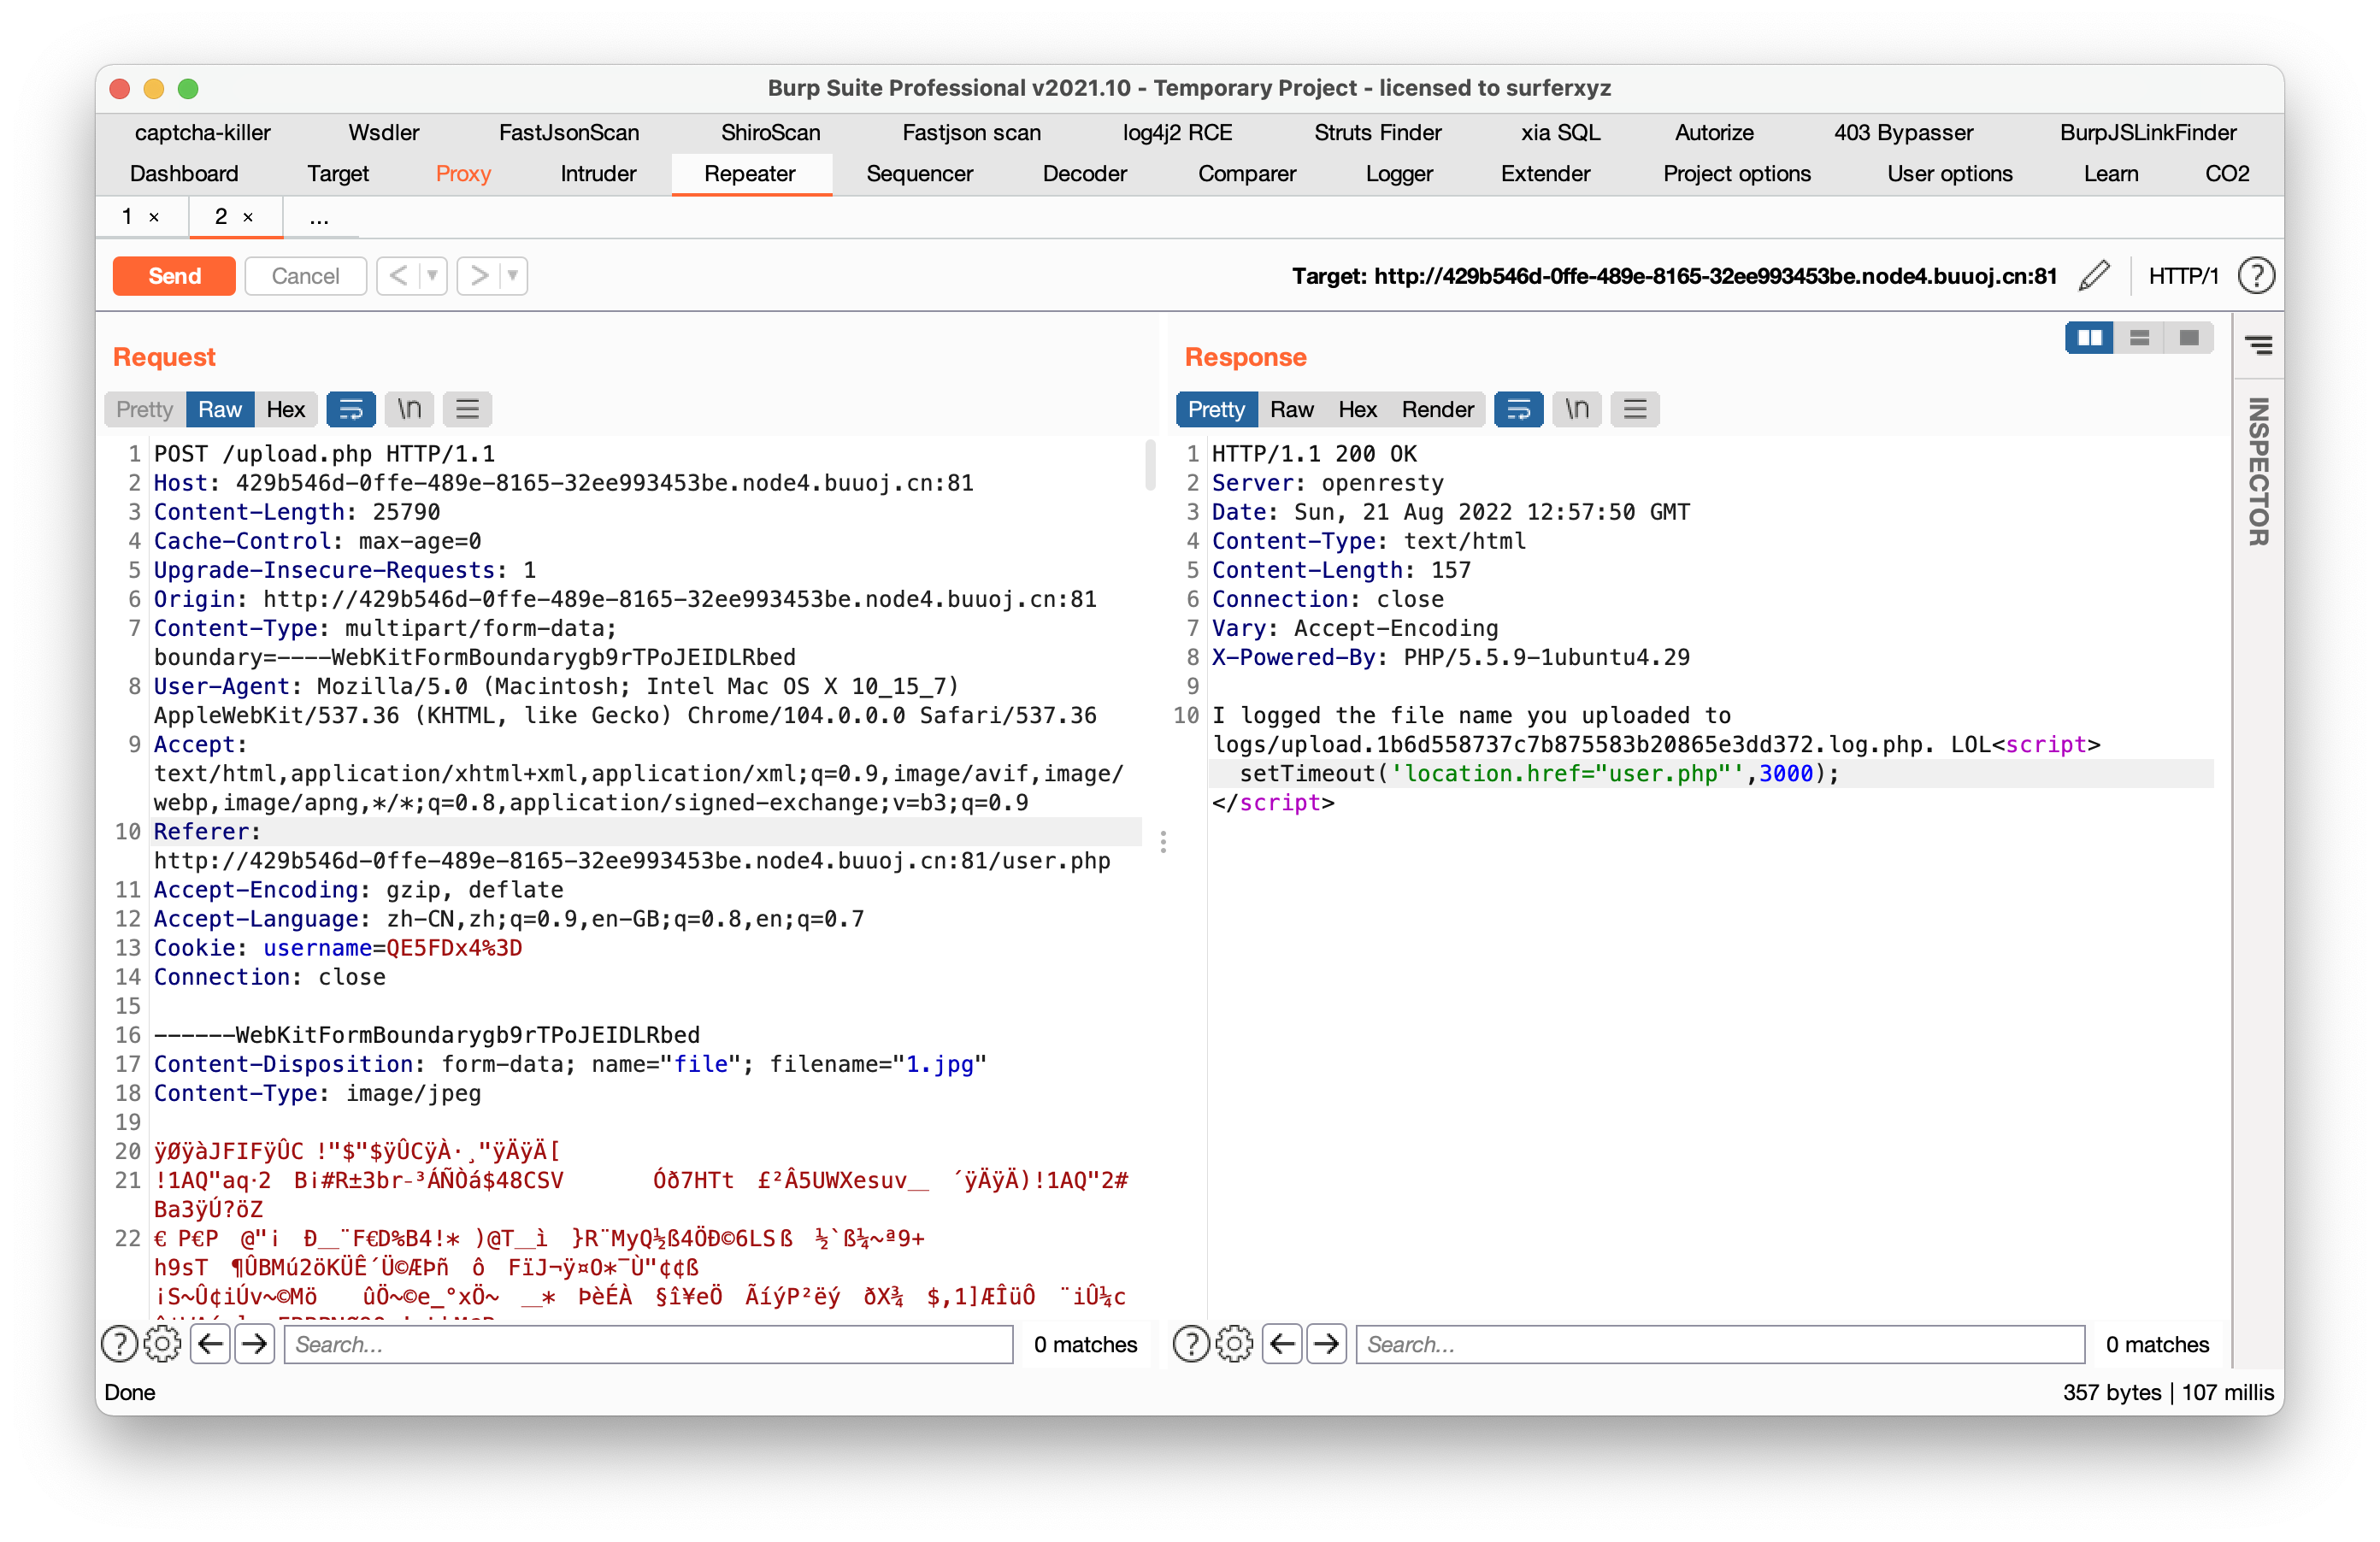 Burp Suite Professional v2021.10 - Temporary Project - licensed to surferxyz
captcha-killer Wsdler FastJsonScan ShiroScan Fastjson scan log4j2 RCE Struts Finder xia SQL Autorize 403 Bypasser BurpJSLinkFinder
Dashboard Target Proxy Intruder Repeater Sequencer Decoder Comparer Logger Extender Project options User options Learn CO2
1 × 2 × ...
Send Cancel < > Target: http://429b546d-0ffe-489e-8165-32ee993453be.node4.buuoj.cn:81 HTTP/1 ?
Request
Pretty Raw Hex \n
1 POST /upload.php HTTP/1.1
2 Host: 429b546d-0ffe-489e-8165-32ee993453be.node4.buuoj.cn:81
3 Content-Length: 25790
4 Cache-Control: max-age=0
5 Upgrade-Insecure-Requests: 1
6 Origin: http://429b546d-0ffe-489e-8165-32ee993453be.node4.buuoj.cn:81
7 Content-Type: multipart/form-data;
boundary=----WebKitFormBoundarygb9rTPoJEIDLRbed
8 User-Agent: Mozilla/5.0 (Macintosh; Intel Mac OS X 10_15_7)
AppleWebKit/537.36 (KHTML, like Gecko) Chrome/104.0.0.0 Safari/537.36
9 Accept:
text/html,application/xhtml+xml,application/xml;q=0.9,image/avif,image/
webp,image/apng,*/*;q=0.8,application/signed-exchange;v=b3;q=0.9
10 Referer:
http://429b546d-0ffe-489e-8165-32ee993453be.node4.buuoj.cn:81/user.php
11 Accept-Encoding: gzip, deflate
12 Accept-Language: zh-CN,zh;q=0.9,en-GB;q=0.8,en;q=0.7
13 Cookie: username=QE5FDx4%3D
14 Connection: close
15
16 ------WebKitFormBoundarygb9rTPoJEIDLRbed
17 Content-Disposition: form-data; name="file"; filename="1.jpg"
18 Content-Type: image/jpeg
19
20 ÿØÿàJFIFÿÛC !"$"$ÿÛCÿÀ·¸"ÿÄÿÄ[
21 !1AQ"aq·2 B¡#R±3br-³ÁÑÒá$48CSV Óð7HTt £²Â5UWXesuv__ ´ÿÄÿÄ)!1AQ"2#
Ba3ÿÚ?öZ
22 € P€P @"¡ Ð__¨F€D%B4!* )@T__ì }R¨MyQ½ß4ÖÐ©6LSß ½`ß¼~ª9+
h9sT ¶ÛBMú2öKÜÊ´Ü©ÆÞñ ô FïJ¬ÿ¤O*¯Ù"¢¢ß
¡S~Û¢iÚv~©Mö ûÖ~©e_°xÖ~ __* ÞèÉÀ §î¥eÖ ÃíýP²ëý ðX¾ $,1]ÆÎüÔ ¨iÛ¼c
? Search... 0 matches
Response
Pretty Raw Hex Render \n
1 HTTP/1.1 200 OK
2 Server: openresty
3 Date: Sun, 21 Aug 2022 12:57:50 GMT
4 Content-Type: text/html
5 Content-Length: 157
6 Connection: close
7 Vary: Accept-Encoding
8 X-Powered-By: PHP/5.5.9-1ubuntu4.29
9
10 I logged the file name you uploaded to
logs/upload.1b6d558737c7b875583b20865e3dd372.log.php. LOL<script>
setTimeout('location.href="user.php"',3000);
</script>
? Search... 0 matches
INSPECTOR
Done
357 bytes | 107 millis